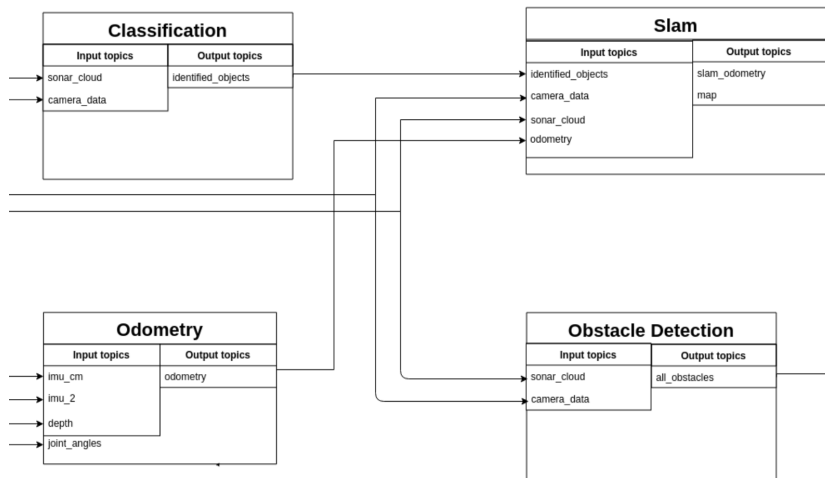 Classification
Input topics
Output topics
sonar_cloud
identified_objects
camera_data
Slam
Input topics
Output topics
identified_objects
slam_odometry
camera_data
map
sonar_cloud
odometry
Odometry
Input topics
Output topics
imu_cm
odometry
imu_2
depth
joint_angles
Obstacle Detection
Input topics
Output topics
sonar_cloud
all_obstacles
camera_data